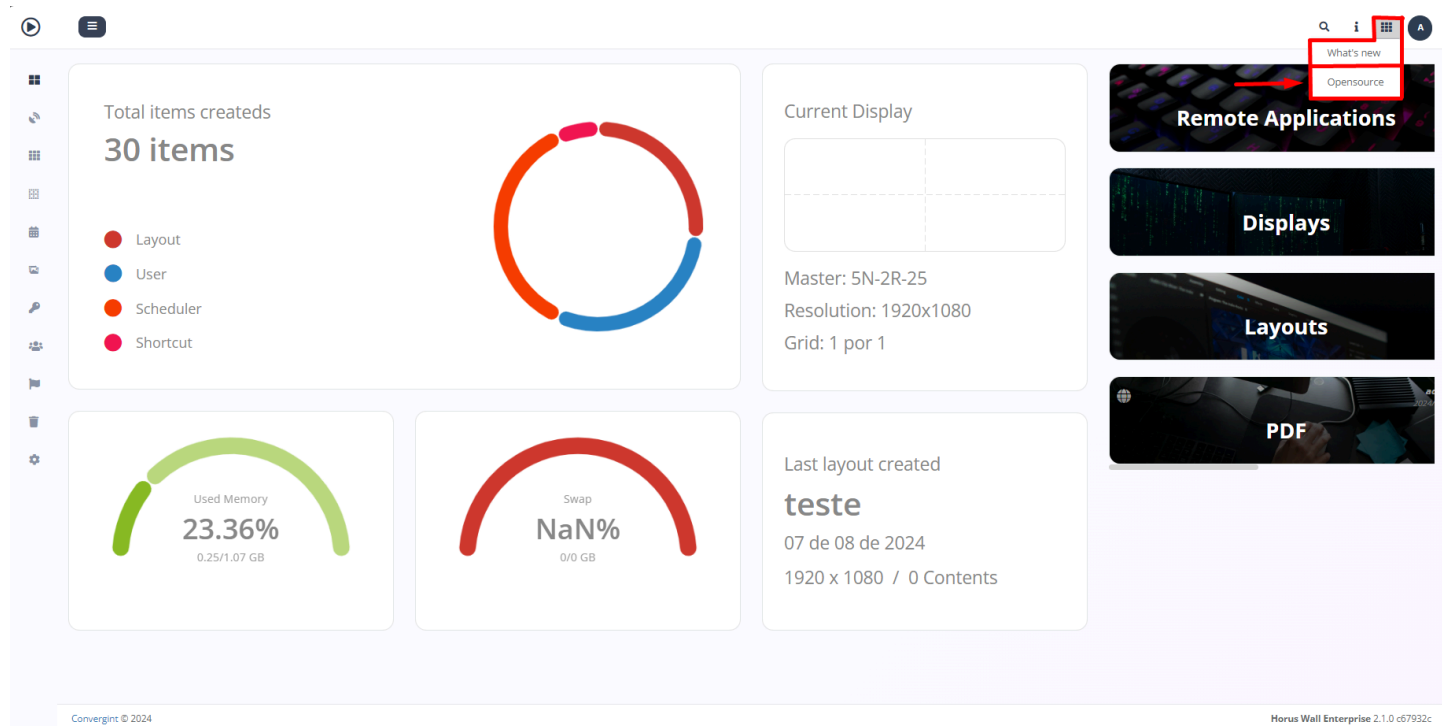 A
What's new
Opensource
Total items createds
30 items
Layout
User
Scheduler
Shortcut
Current Display
Master: 5N-2R-25
Resolution: 1920x1080
Grid: 1 por 1
Remote Applications
Displays
Layouts
PDF
Used Memory
23.36%
0.25/1.07 GB
Swap
NaN%
0/0 GB
Last layout created
teste
07 de 08 de 2024
1920 x 1080 / 0 Contents
Convergint © 2024
Horus Wall Enterprise 2.1.0 c67932c